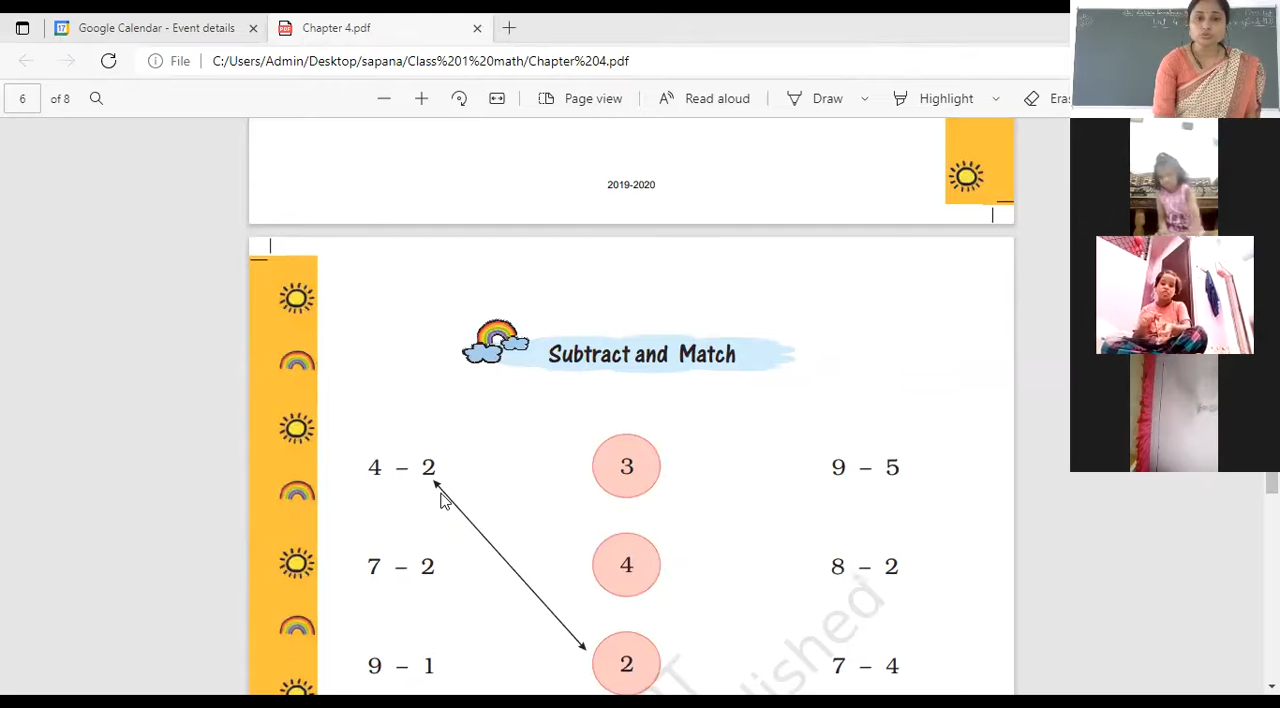 Google Calendar - Event details
Chapter 4.pdf
File C:/Users/Admin/Desktop/sapana/Class%201%20math/Chapter%204.pdf
6 of 8
Page view
Read aloud
Draw
Highlight
Eras
2019-2020
Subtract and Match
4 – 2
3
9 – 5
7 – 2
4
8 – 2
9 – 1
2
7 – 4
blished